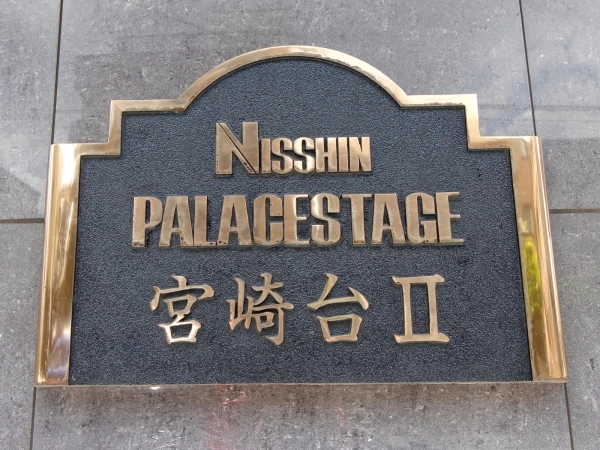 NISSHIN
PALACESTAGE
宮崎台Ⅱ